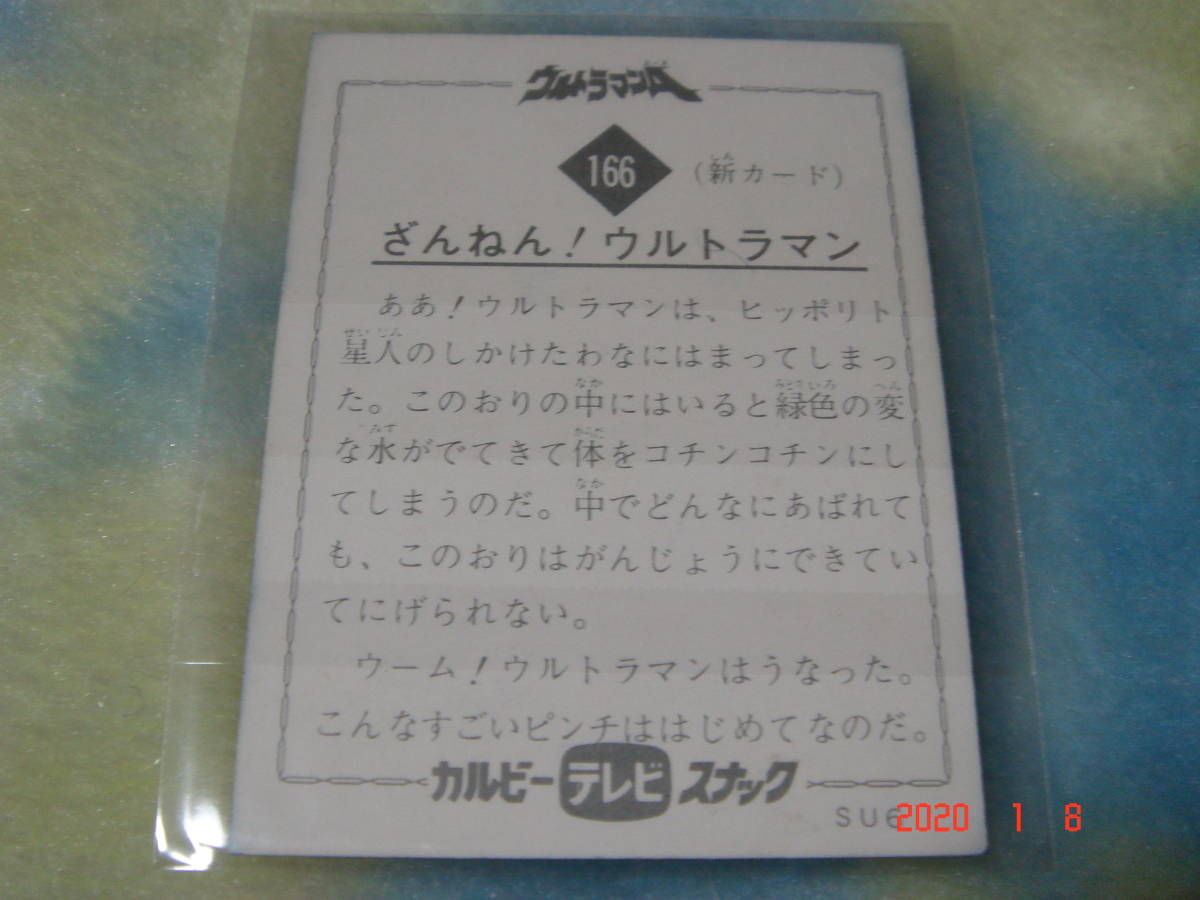 ウルトラマンA
166 (新カード)
ざんねん!ウルトラマン
ああ!ウルトラマンは、ヒッポリト
星人のしかけたわなにはまってしまっ
た。このおりの中にはいると緑色の変
な水がでてきて体をコチンコチンにし
てしまうのだ。中でどんなにあばれて
も、このおりはがんじょうにできてい
てにげられない。
ウーム!ウルトラマンはうなった。
こんなすごいピンチははじめてなのだ。
カルビーテレビスナック
2020 1 8